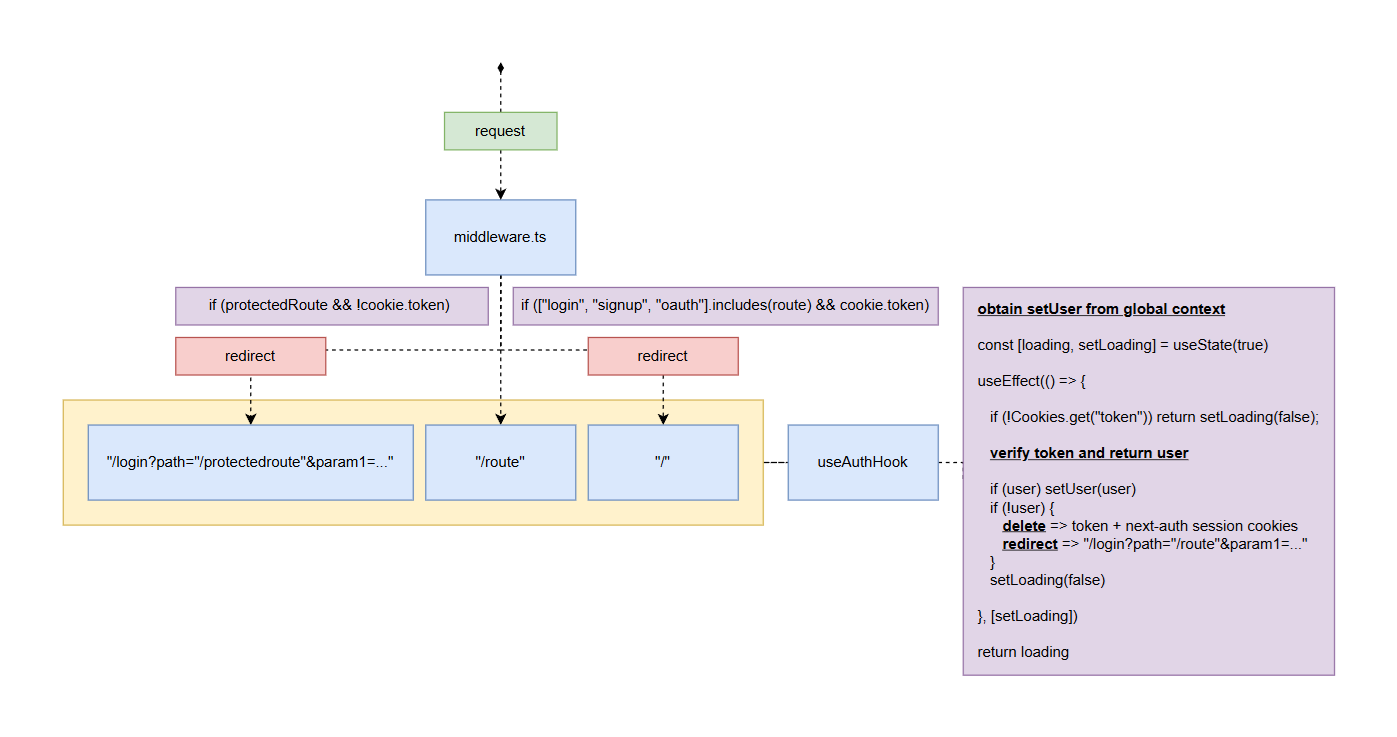 request
middleware.ts
if (protectedRoute && !cookie.token)
if (["login", "signup", "oauth"].includes(route) && cookie.token)
redirect
redirect
"/login?path="/protectedroute"&param1=..."
"/route"
"/"
useAuthHook
obtain setUser from global context
const [loading, setLoading] = useState(true)
useEffect(() => {
if (!Cookies.get("token")) return setLoading(false);
verify token and return user
if (user) setUser(user)
if (!user) {
delete => token + next-auth session cookies
redirect => "/login?path="/route"&param1=..."
}
setLoading(false)
}, [setLoading])
return loading